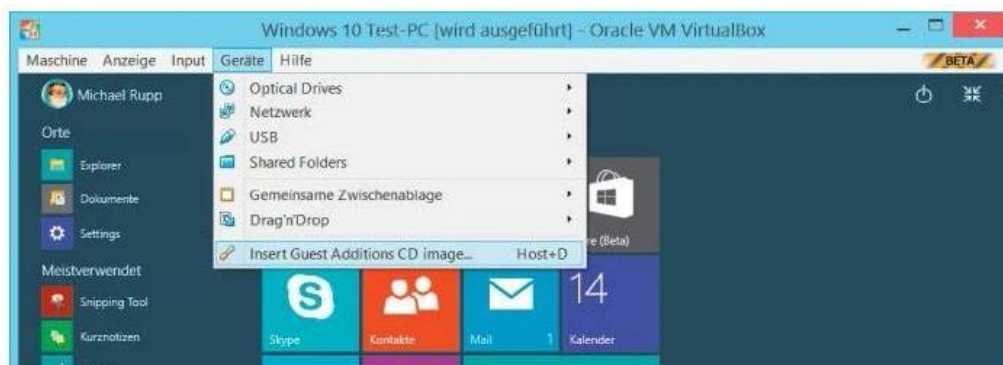 Windows 10 Test-PC [wird ausgeführt] - Oracle VM VirtualBox
Maschine Anzeige Input Geräte Hilfe
BETA
Michael Rupp
Orte
Explorer
Dokumente
Settings
Meistverwendet
Snipping Tool
Kurznotizen
Optical Drives
Netzwerk
USB
Shared Folders
Gemeinsame Zwischenablage
Drag'n'Drop
Insert Guest Additions CD image... Host+D
(Beta)
14
Skype
Kontakte
Mail 1
Kalender